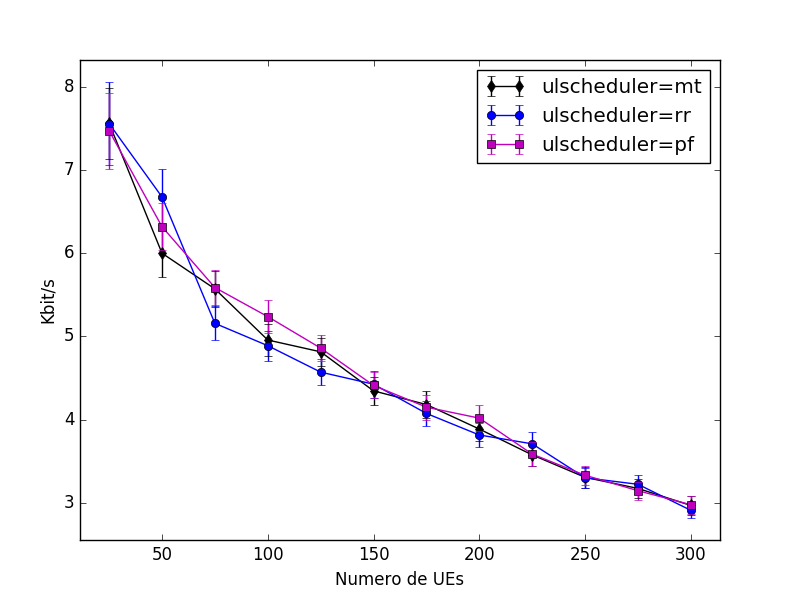 ulscheduler=mt
ulscheduler=rr
ulscheduler=pf
8
7
6
5
4
3
Kbit/s
50 100 150 200 250 300
Numero de UEs